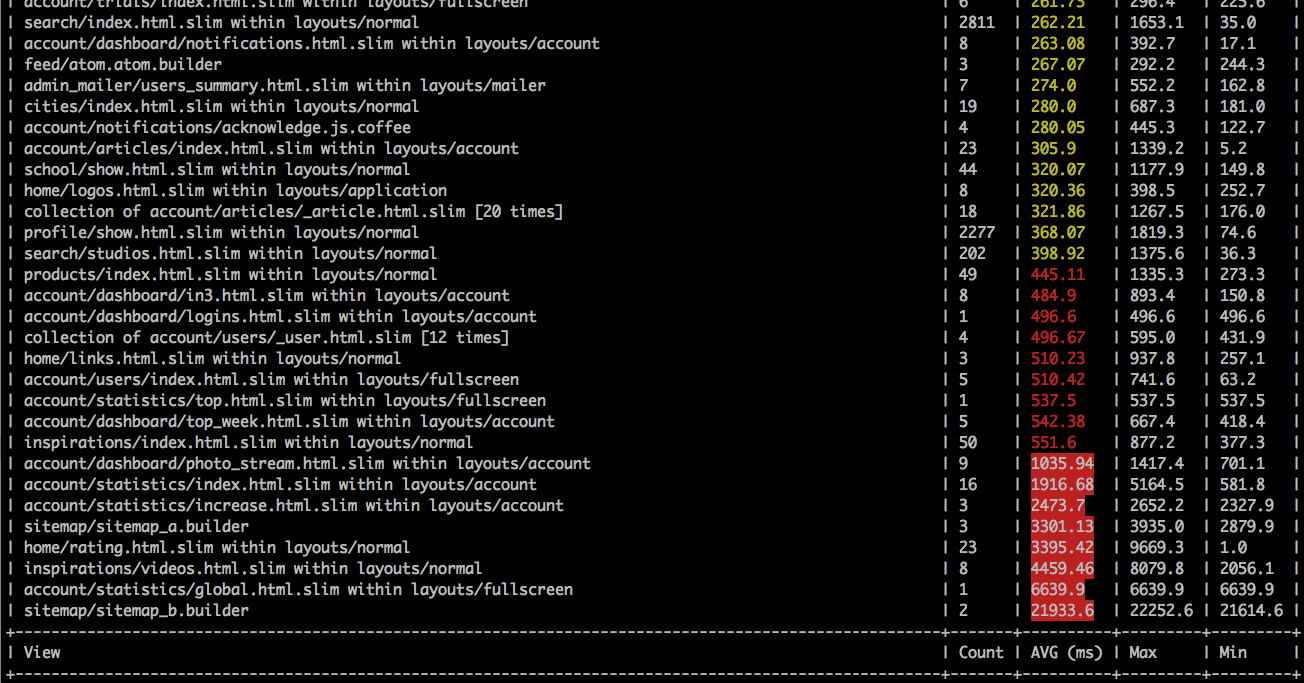 | account/trials/index.html.slim within layouts/fullscreen | 6 | 261.73 | 296.4 | 225.6 |
| search/index.html.slim within layouts/normal | 2811 | 262.21 | 1653.1 | 35.0 |
| account/dashboard/notifications.html.slim within layouts/account | 8 | 263.08 | 392.7 | 17.1 |
| feed/atom.atom.builder | 3 | 267.07 | 292.2 | 244.3 |
| admin_mailer/users_summary.html.slim within layouts/mailer | 7 | 274.0 | 552.2 | 162.8 |
| cities/index.html.slim within layouts/normal | 19 | 280.0 | 687.3 | 181.0 |
| account/notifications/acknowledge.js.coffee | 4 | 280.05 | 445.3 | 122.7 |
| account/articles/index.html.slim within layouts/account | 23 | 305.9 | 1339.2 | 5.2 |
| school/show.html.slim within layouts/normal | 44 | 320.07 | 1177.9 | 149.8 |
| home/logos.html.slim within layouts/application | 8 | 320.36 | 398.5 | 252.7 |
| collection of account/articles/_article.html.slim [20 times] | 18 | 321.86 | 1267.5 | 176.0 |
| profile/show.html.slim within layouts/normal | 2277 | 368.07 | 1819.3 | 74.6 |
| search/studios.html.slim within layouts/normal | 202 | 398.92 | 1375.6 | 36.3 |
| products/index.html.slim within layouts/normal | 49 | 445.11 | 1335.3 | 273.3 |
| account/dashboard/in3.html.slim within layouts/account | 8 | 484.9 | 893.4 | 150.8 |
| account/dashboard/logins.html.slim within layouts/account | 1 | 496.6 | 496.6 | 496.6 |
| collection of account/users/_user.html.slim [12 times] | 4 | 496.67 | 595.0 | 431.9 |
| home/links.html.slim within layouts/normal | 3 | 510.23 | 937.8 | 257.1 |
| account/users/index.html.slim within layouts/fullscreen | 5 | 510.42 | 741.6 | 63.2 |
| account/statistics/top.html.slim within layouts/fullscreen | 1 | 537.5 | 537.5 | 537.5 |
| account/dashboard/top_week.html.slim within layouts/account | 5 | 542.38 | 667.4 | 418.4 |
| inspirations/index.html.slim within layouts/normal | 50 | 551.6 | 877.2 | 377.3 |
| account/dashboard/photo_stream.html.slim within layouts/account | 9 | 1035.94 | 1417.4 | 701.1 |
| account/statistics/index.html.slim within layouts/account | 16 | 1916.68 | 5164.5 | 581.8 |
| account/statistics/increase.html.slim within layouts/account | 3 | 2473.7 | 2652.2 | 2327.9 |
| sitemap/sitemap_a.builder | 3 | 3301.13 | 3935.0 | 2879.9 |
| home/rating.html.slim within layouts/normal | 23 | 3395.42 | 9669.3 | 1.0 |
| inspirations/videos.html.slim within layouts/normal | 8 | 4459.46 | 8079.8 | 2056.1 |
| account/statistics/global.html.slim within layouts/fullscreen | 1 | 6639.9 | 6639.9 | 6639.9 |
| sitemap/sitemap_b.builder | 2 | 21933.6 | 22252.6 | 21614.6 |
| View | Count | AVG (ms) | Max | Min |